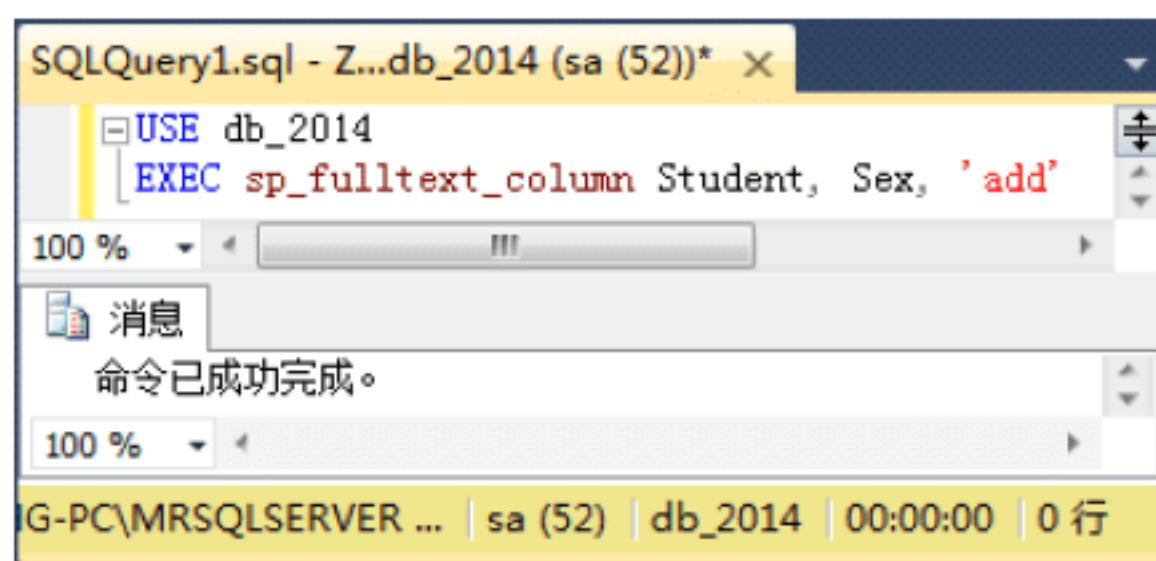 SQLQuery1.sql - Z...db_2014 (sa (52))*
USE db_2014
EXEC sp_fulltext_column Student, Sex, 'add'
100 %
消息
命令已成功完成。
100 %
G-PC\MRSQLSERVER ... sa (52) db_2014 00:00:00 0 行